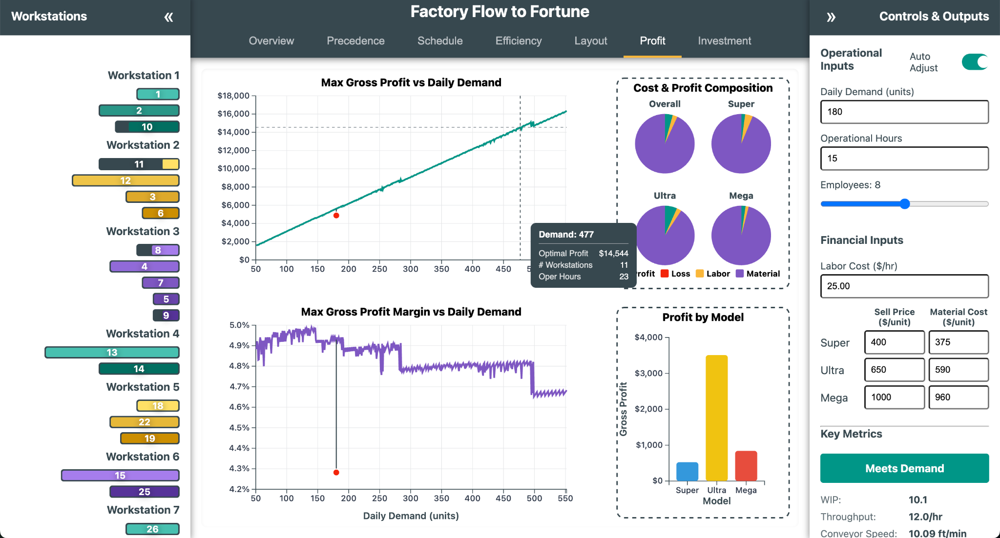 Workstations
«
Workstation 1
1
2
10
Workstation 2
11
12
3
6
Workstation 3
8
4
7
5
9
Workstation 4
13
14
Workstation 5
18
22
19
Workstation 6
15
25
Workstation 7
26
Factory Flow to Fortune
Overview Precedence Schedule Efficiency Layout Profit Investment
Max Gross Profit vs Daily Demand
$18,000
$16,000
$14,000
$12,000
$10,000
$8,000
$6,000
$4,000
$2,000
$0
50 100 150 200 250 300 350 400 450
Demand: 477
Optimal Profit $14,544
# Workstations 11
Oper Hours 23
Cost & Profit Composition
Overall Super
Ultra Mega
rofit Loss Labor Material
Max Gross Profit Margin vs Daily Demand
5.0%
4.9%
4.8%
4.7%
4.6%
4.5%
4.4%
4.3%
4.2%
50 100 150 200 250 300 350 400 450 500 550
Daily Demand (units)
Profit by Model
Gross Profit
$4,000
$3,000
$2,000
$1,000
$0
Super Ultra Mega
Model
» Controls & Outputs
Operational
Inputs
Auto
Adjust
Daily Demand (units)
180
Operational Hours
15
Employees: 8
Financial Inputs
Labor Cost ($/hr)
25.00
Sell Price
($/unit)
Material Cost
($/unit)
Super 400 375
Ultra 650 590
Mega 1000 960
Key Metrics
Meets Demand
WIP: 10.1
Throughput: 12.0/hr
Conveyor Speed: 10.09 ft/min